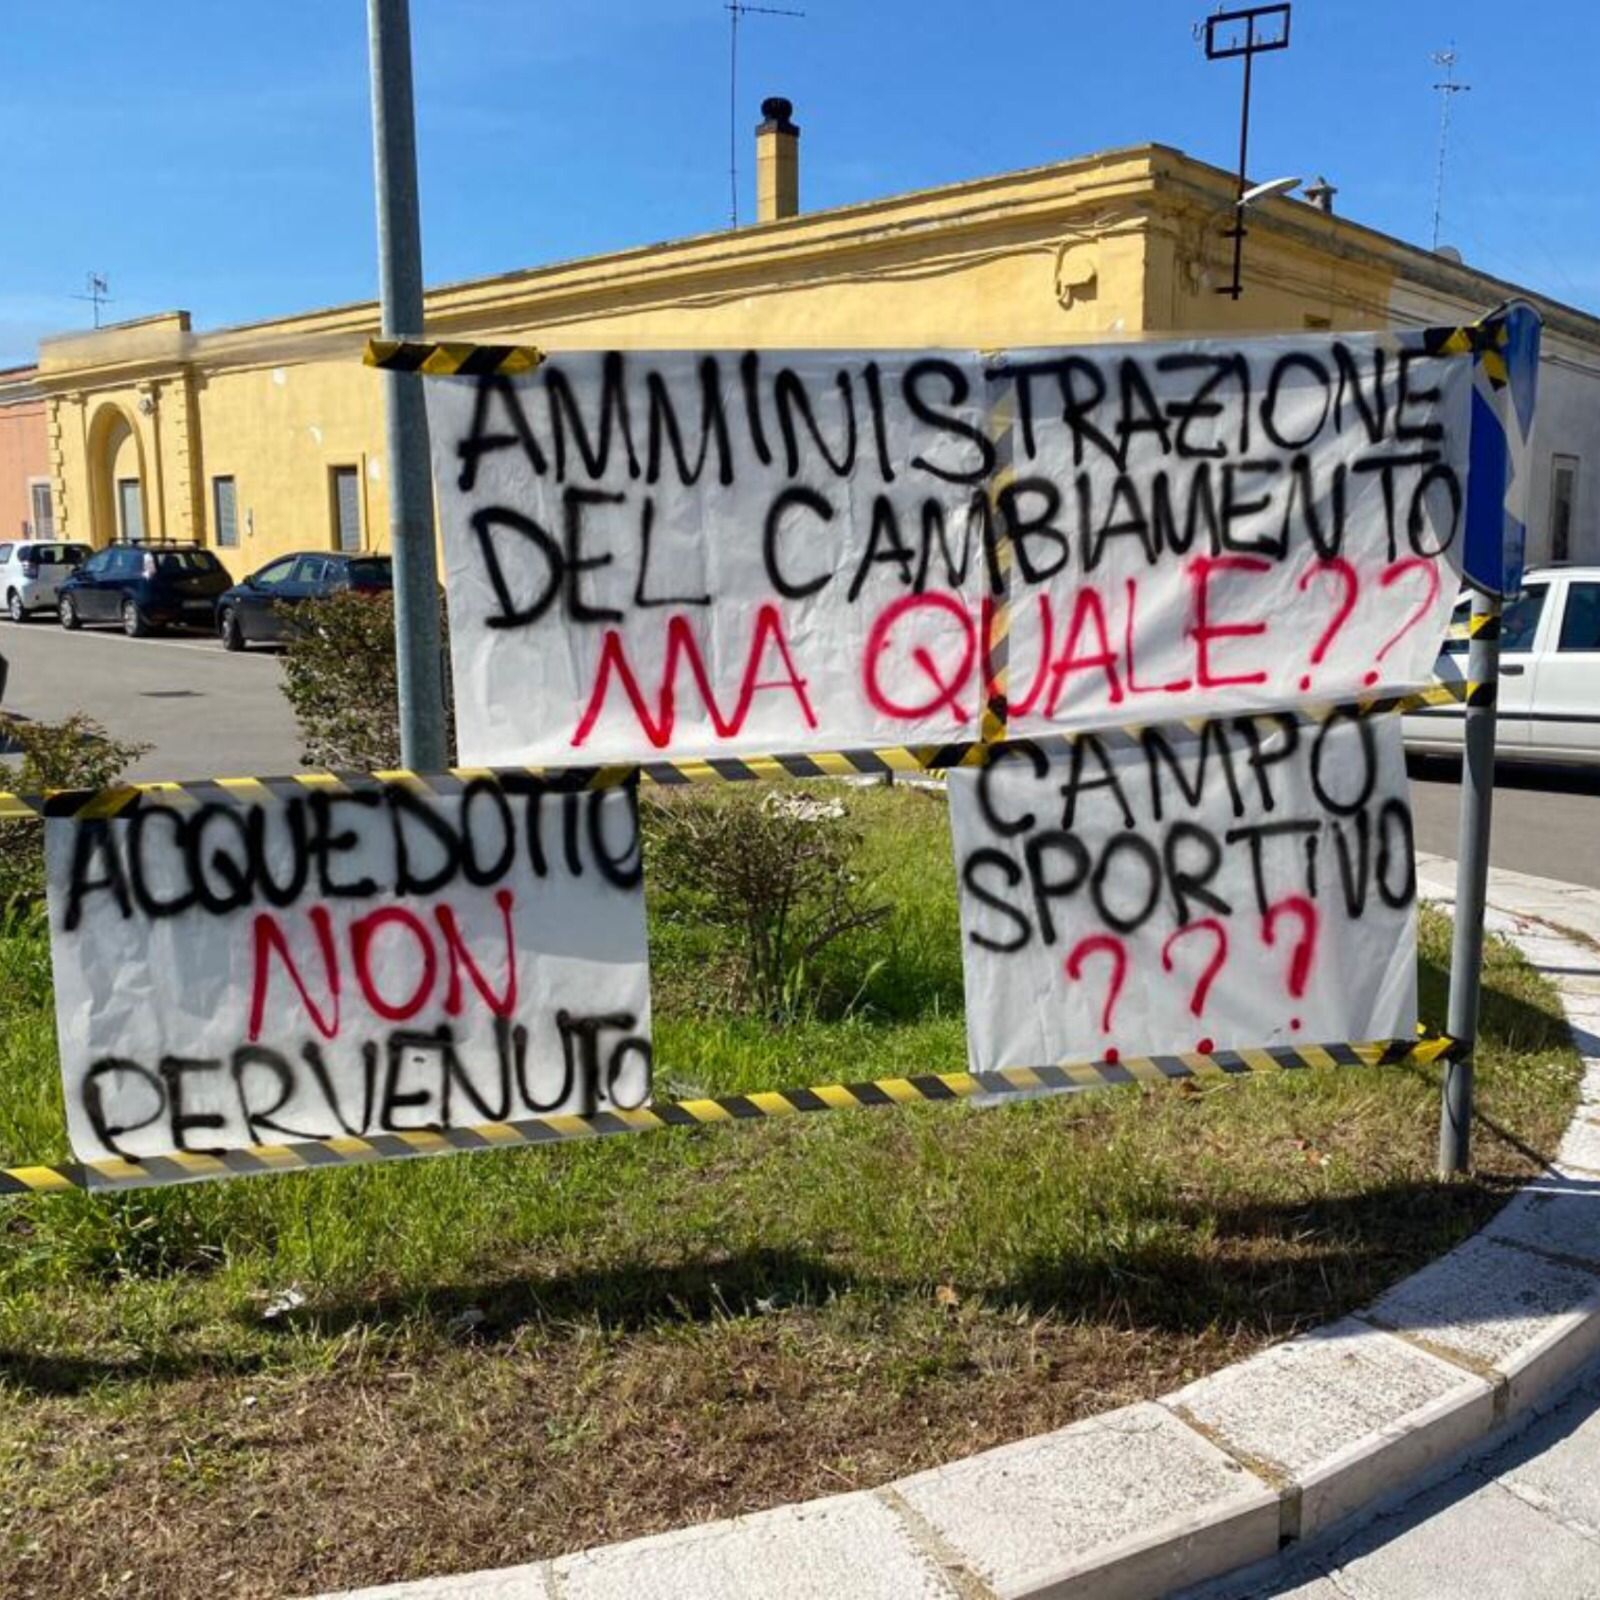 AMMINISTRAZIONE
DEL CAMBIAMENTO
MA QUALE??
ACQUEDOTTO
NON
PERVENUTO
CAMPO
SPORTIVO
???